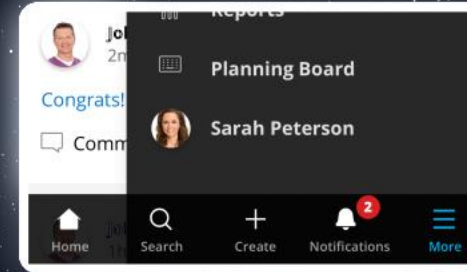 Reports
Planning Board
Congrats!
Sarah Peterson
2
Home
Search
Create
Notifications
More